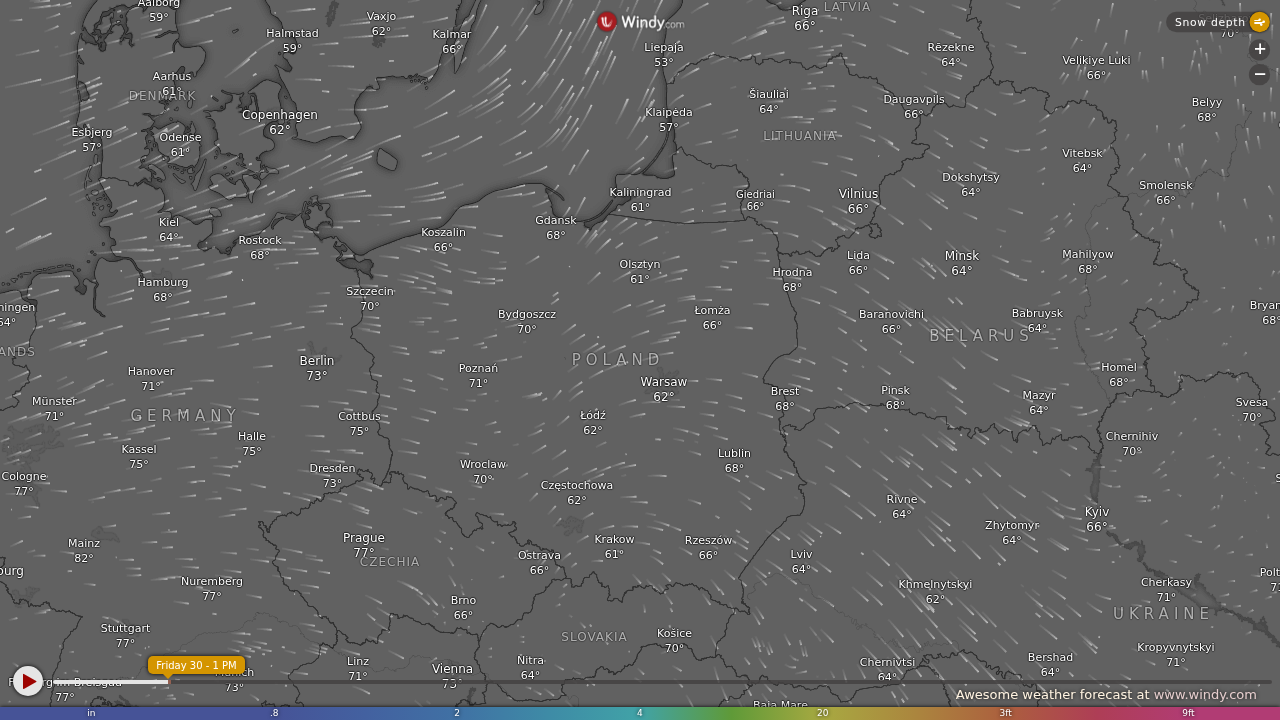 Aalborg
59°
Vaxjo
62°
Halmstad
59°
Kalmar
66°
Windy.com
Riga
66°
LATVIA
Snow depth
70°
Liepaja
53°
Rēzekne
64°
Velikiye Luki
66°
Aarhus
61°
DENMARK
Copenhagen
62°
Šiauliai
64°
Daugavpils
66°
Belyy
68°
Klaipėda
57°
Esbjerg
57°
Odense
61°
LITHUANIA
Vitebsk
64°
Dokshytsy
64°
Smolensk
66°
Kaliningrad
61°
Giedriai
66°
Vilnius
66°
Kiel
64°
Rostock
68°
Koszalin
66°
Gdansk
68°
Olsztyn
61°
Hrodna
68°
Lida
66°
Minsk
64°
Mahilyow
68°
Hamburg
68°
Szczecin
70°
Bydgoszcz
70°
Łomża
66°
Baranovichi
66°
Babruysk
64°
BELARUS
68°
Berlin
73°
Hanover
71°
Poznań
71°
POLAND
Warsaw
62°
Brest
68°
Pinsk
68°
Homel
68°
Mazyr
64°
Svesa
70°
Münster
71°
GERMANY
Cottbus
75°
Łódź
62°
Chernihiv
70°
Kassel
75°
Halle
75°
Dresden
73°
Wroclaw
70°
Lublin
68°
Cologne
77°
Częstochowa
62°
Rivne
64°
Zhytomyr
64°
Kyiv
66°
Mainz
82°
Prague
77°
CZECHIA
Ostrava
66°
Krakow
61°
Rzeszów
66°
Lviv
64°
Nuremberg
77°
Brno
66°
Khmelnytskyi
62°
Cherkasy
71°
UKRAINE
Stuttgart
77°
SLOVAKIA
Košice
70°
Kropyvnytskyi
71°
Friday 30 - 1 PM
Linz
71°
Vienna
73°
Nitra
64°
Chernivtsi
64°
Bershad
64°
77°
73°
Baia Mare
Awesome weather forecast at www.windy.com
in .8 2 4 20 3ft 9ft